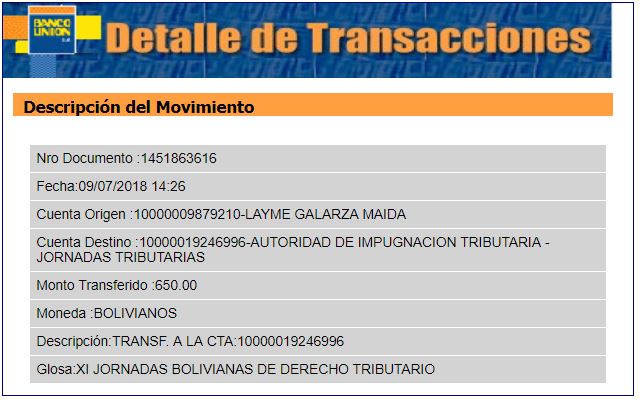 BANCO
UNION
S.A.
Detalle de Transacciones
Descripción del Movimiento
Nro Documento :1451863616
Fecha:09/07/2018 14:26
Cuenta Origen :10000009879210-LAYME GALARZA MAIDA
Cuenta Destino :10000019246996-AUTORIDAD DE IMPUGNACION TRIBUTARIA -
JORNADAS TRIBUTARIAS
Monto Transferido :650.00
Moneda :BOLIVIANOS
Descripción:TRANSF. A LA CTA:10000019246996
Glosa:XI JORNADAS BOLIVIANAS DE DERECHO TRIBUTARIO